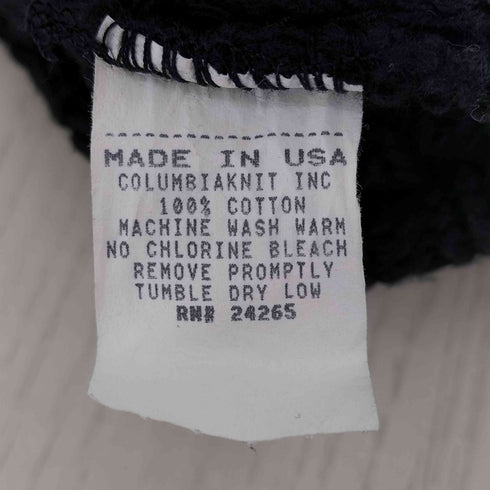 MADE IN USA
COLUMBIAKNIT INC
100% COTTON
MACHINE WASH WARM
NO CHLORINE BLEACH
REMOVE PROMPTLY
TUMBLE DRY LOW
RN# 24265